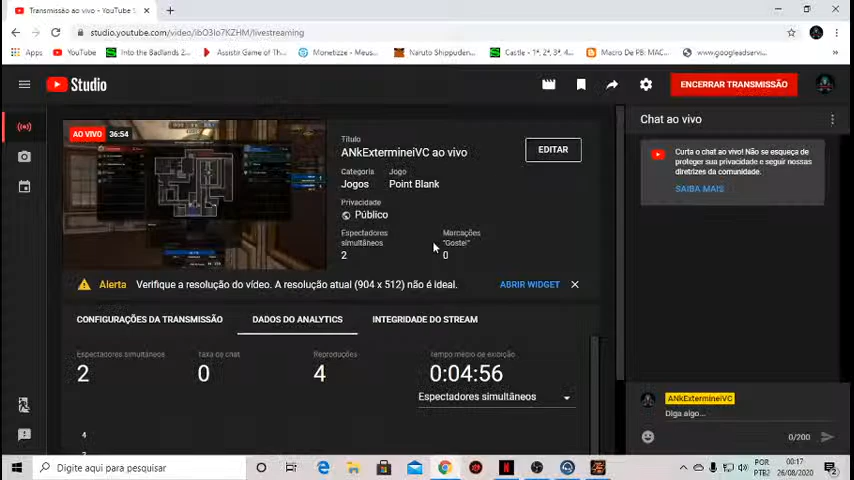 Transmissão ao vivo - YouTube S
studio.youtube.com/video/ibO3Io7KZHM/livestreaming
Apps
YouTube
Into the Badlands 2...
Assistir Game of Th...
Monetizze - Meus...
Naruto Shippuden...
Castle - 1ª, 2ª, 3ª, 4...
Macro De PB: MAC...
www.googleadserv...
Studio
ENCERRAR TRANSMISSÃO
AO VIVO 36:54
Título
ANkExtermineiVC ao vivo
EDITAR
Categoria Jogo
Jogos Point Blank
Privacidade
Público
Espectadores simultâneos
2
Marcações "Gostei"
0
Alerta Verifique a resolução do vídeo. A resolução atual (904 x 512) não é ideal. ABRIR WIDGET
CONFIGURAÇÕES DA TRANSMISSÃO DADOS DO ANALYTICS INTEGRIDADE DO STREAM
Espectadores simultâneos Taxa de chat Reproduções Tempo médio de exibição
2 0 4 0:04:56
Espectadores simultâneos
4
Chat ao vivo
Curta o chat ao vivo! Não se esqueça de
proteger sua privacidade e seguir nossas
diretrizes da comunidade.
SAIBA MAIS
ANkExtermineiVC
Diga algo...
0/200
Digite aqui para pesquisar
POR
PTB2
00:17
26/08/2020